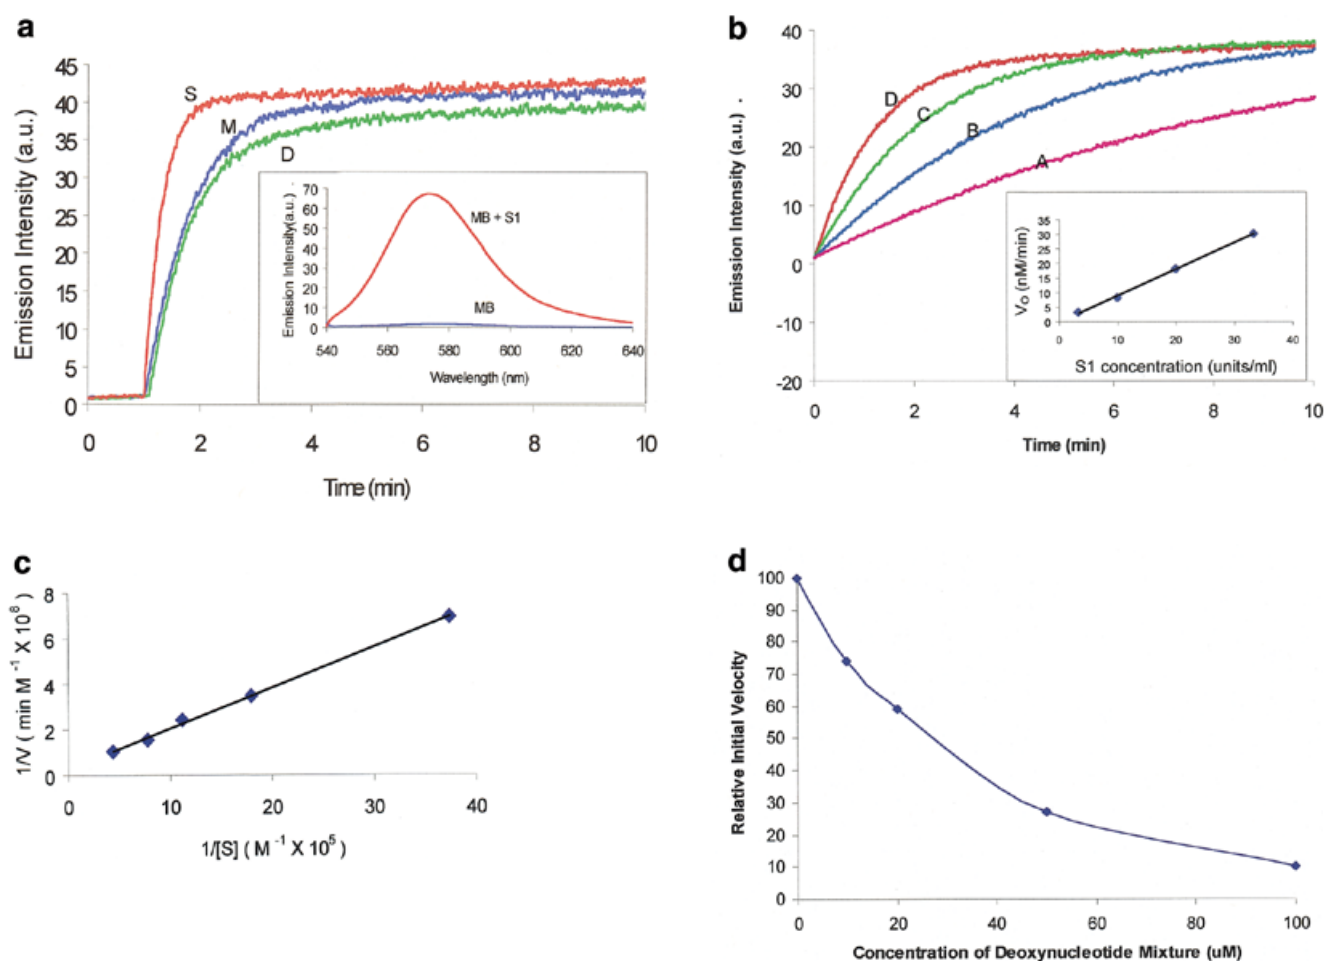 a
45
40
35
30
25
20
15
10
5
0
Emission Intensity (a.u.)
S
M
D
0 2 4 6 8 10
Time (min)
70
60
50
40
30
20
10
0
Emission Intensity(a.u.)
MB + S1
MB
540 560 580 600 620 640
Wavelength (nm)
b
40
30
20
10
0
-10
-20
Emission Intensity (a.u.)
D
C
B
A
0 2 4 6 8 10
Time (min)
35
30
25
20
15
10
5
0
Vo (nM/min)
0 10 20 30 40
S1 concentration (units/ml)
c
8
6
4
2
0
1/V ( min M⁻¹ X 10⁸ )
0 10 20 30 40
1/[S] ( M⁻¹ X 10⁵ )
d
100
90
80
70
60
50
40
30
20
10
0
Relative Initial Velocity
0 20 40 60 80 100
Concentration of Deoxynucleotide Mixture (uM)